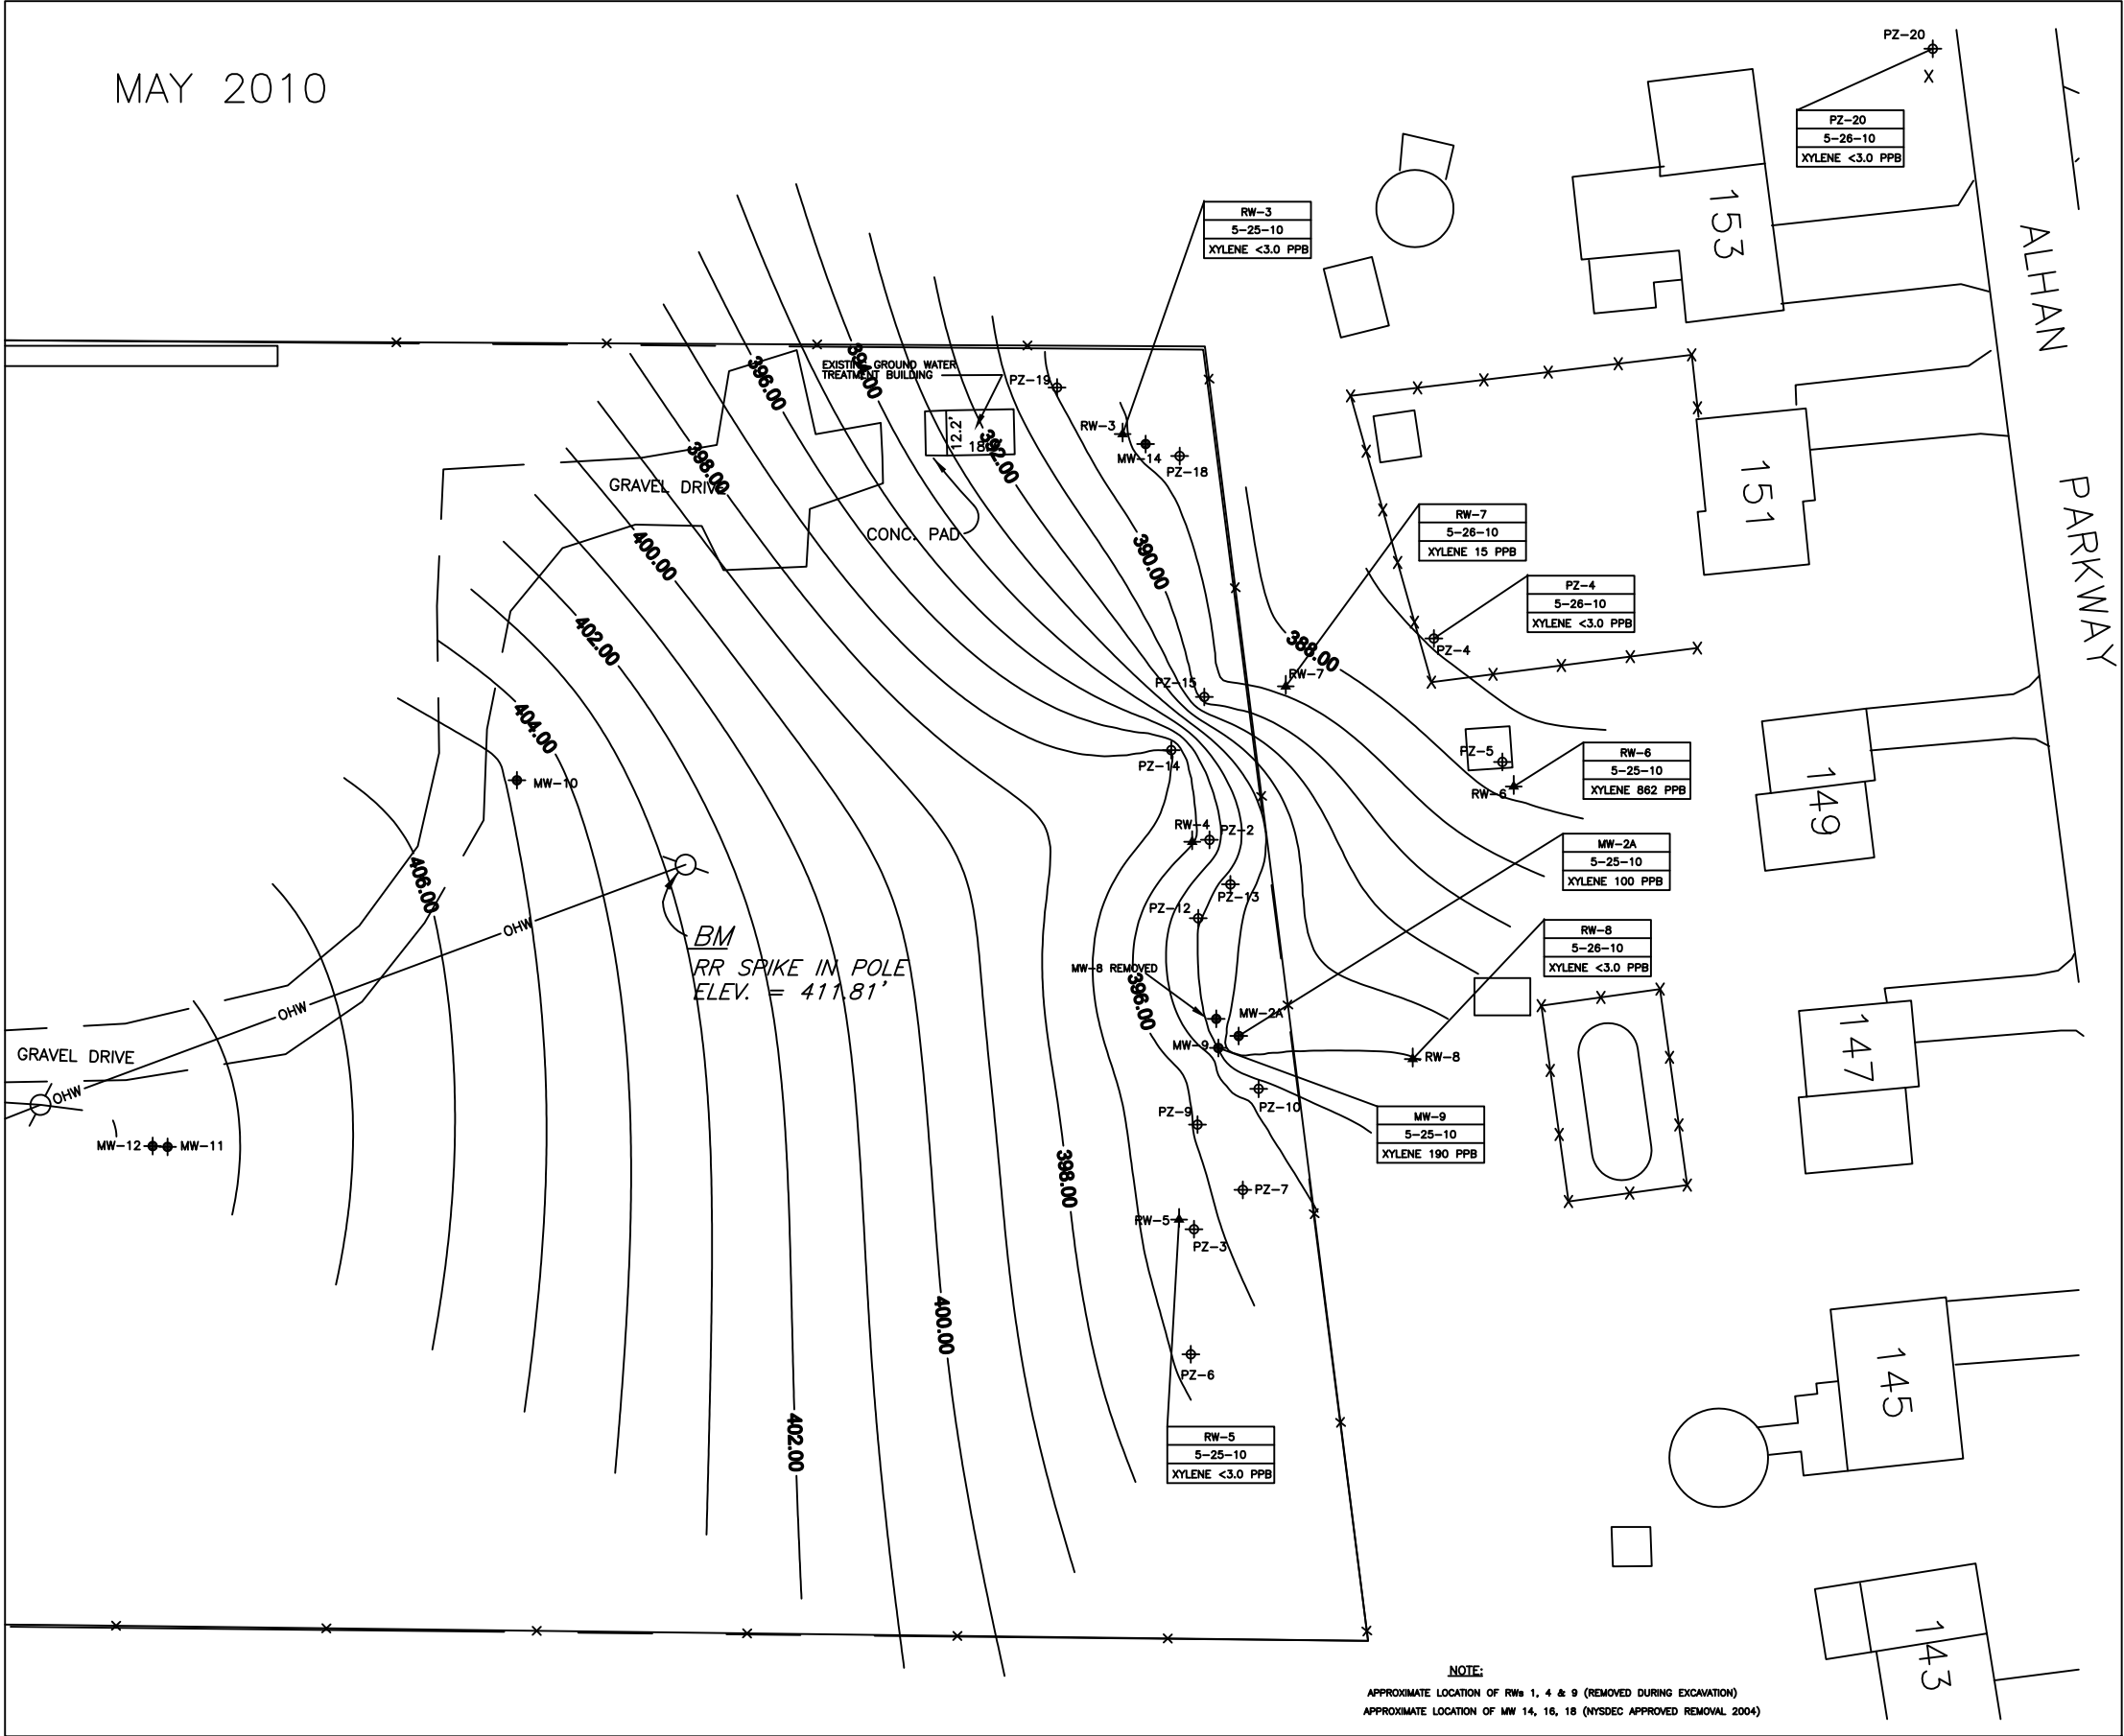 MAY 2010
PZ-20
PZ-20
5-26-10
XYLENE <3.0 PPB
RW-3
5-25-10
XYLENE <3.0 PPB
153
ALHAN
PARKWAY
396.00
394.00
EXISTING GROUND WATER
TREATMENT BUILDING
PZ-19
12.2'
392.00
RW-3
MW-14
PZ-18
398.00
GRAVEL DRIVE
CONC. PAD
400.00
390.00
151
RW-7
5-26-10
XYLENE 15 PPB
PZ-4
5-26-10
XYLENE <3.0 PPB
402.00
388.00
PZ-4
RW-7
PZ-15
404.00
PZ-14
MW-10
PZ-5
RW-6
RW-6
5-25-10
XYLENE 862 PPB
149
RW-4
PZ-2
MW-2A
5-25-10
XYLENE 100 PPB
406.00
OHW
PZ-13
PZ-12
BM
RR SPIKE IN POLE
ELEV. = 411.81'
RW-8
5-26-10
XYLENE <3.0 PPB
MW-8 REMOVED
396.00
MW-2A
OHW
MW-9
RW-8
147
GRAVEL DRIVE
OHW
PZ-10
PZ-9
MW-9
5-25-10
XYLENE 190 PPB
MW-12
MW-11
398.00
PZ-7
RW-5
PZ-3
400.00
PZ-6
145
402.00
RW-5
5-25-10
XYLENE <3.0 PPB
143
NOTE:
APPROXIMATE LOCATION OF RWs 1, 4 & 9 (REMOVED DURING EXCAVATION)
APPROXIMATE LOCATION OF MW 14, 16, 18 (NYSDEC APPROVED REMOVAL 2004)